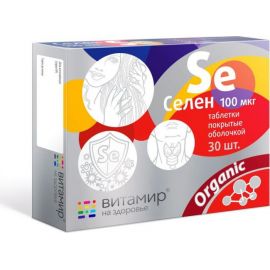 Se
Селен 100 мкг
таблетки
покрытые
оболочкой
30 шт.
Se
витамир®
на здоровье
Organic